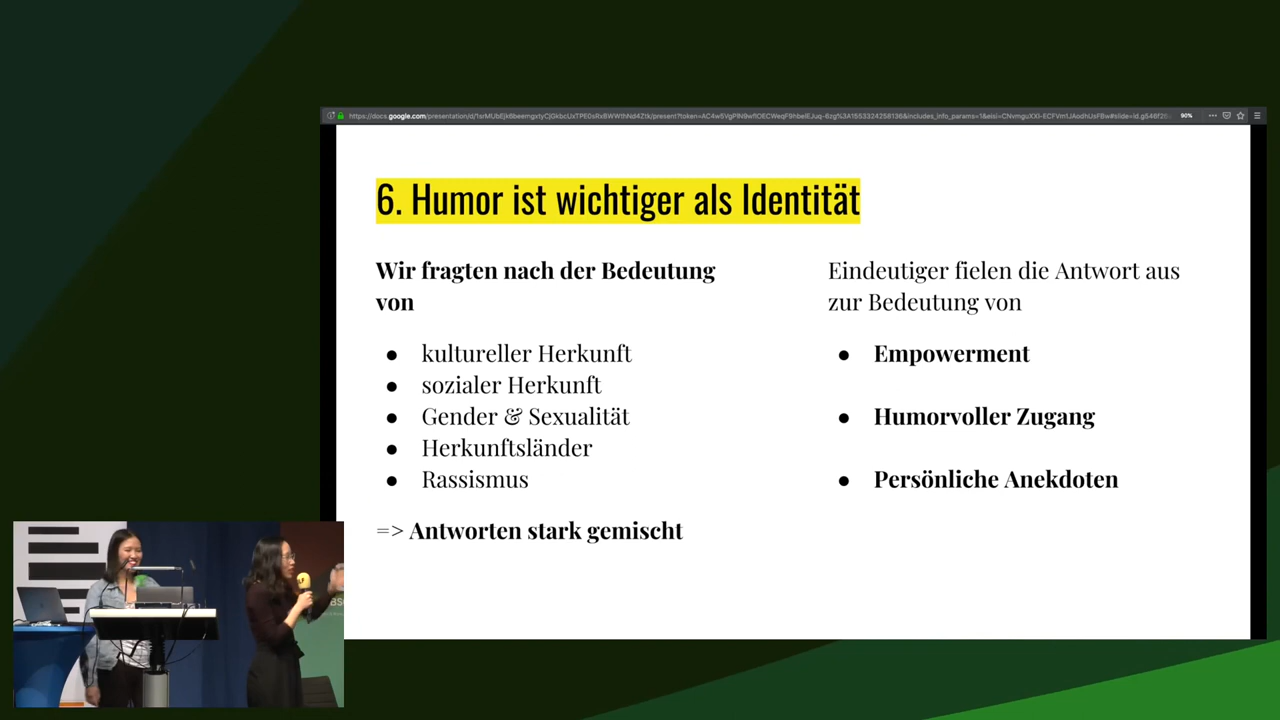 90%
6. Humor ist wichtiger als Identität
Wir fragten nach der Bedeutung
von
● kultureller Herkunft
● sozialer Herkunft
● Gender & Sexualität
● Herkunftsländer
● Rassismus
=> Antworten stark gemischt
Eindeutiger fielen die Antwort aus
zur Bedeutung von
● Empowerment
● Humorvoller Zugang
● Persönliche Anekdoten